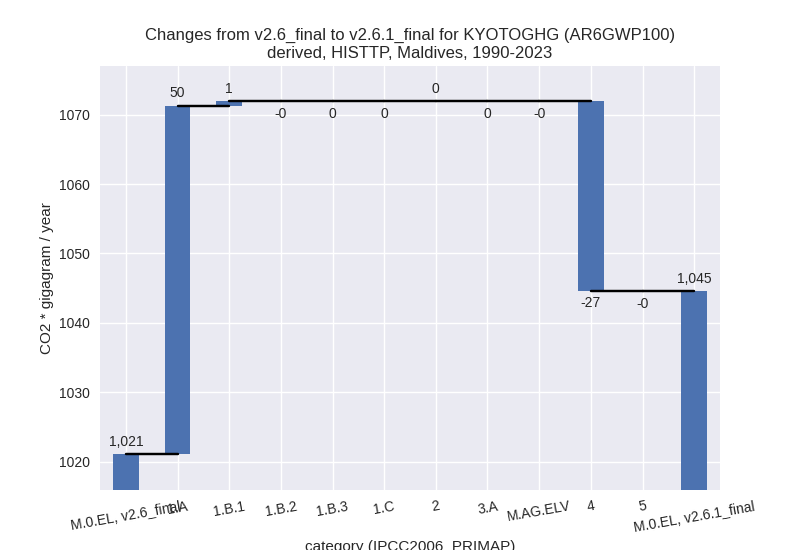 Changes from v2.6_final to v2.6.1_final for KYOTOGHG (AR6GWP100)
derived, HISTTP, Maldives, 1990-2023
CO2 * gigagram / year
1070
1060
1050
1040
1030
1020
1,021
50
1
-0
0
0
0
0
-0
-27
-0
1,045
M.0.EL, v2.6_final
1.A
1.B.1
1.B.2
1.B.3
1.C
2
3.A
M.AG.ELV
4
5
M.0.EL, v2.6.1_final
category (IPCC2006_PRIMAP)